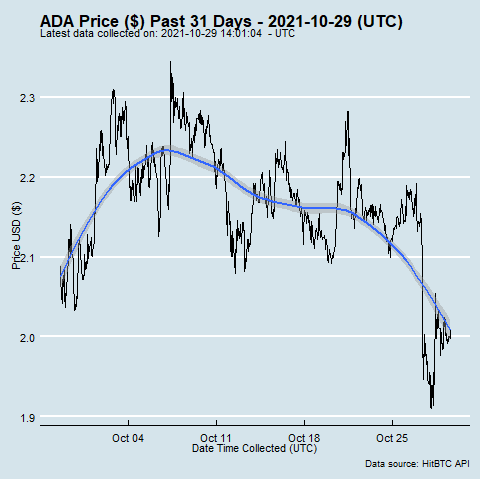 ADA Price ($) Past 31 Days - 2021-10-29 (UTC)
Latest data collected on: 2021-10-29 14:01:04  - UTC
Price USD ($)
2.3
2.2
2.1
2.0
1.9
Oct 04 Oct 11 Oct 18 Oct 25
Date Time Collected (UTC)
Data source: HitBTC API